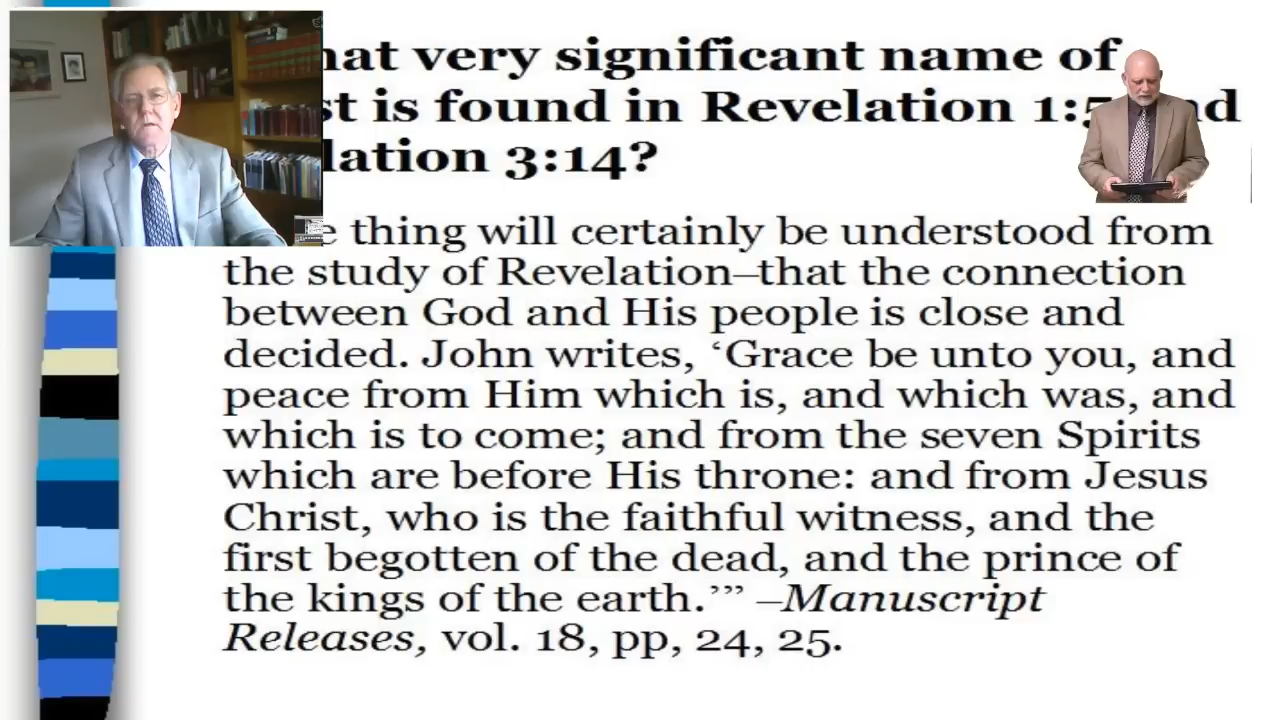 hat very significant name of
st is found in Revelation 1:5 nd
lation 3:14?
e thing will certainly be understood from
the study of Revelation–that the connection
between God and His people is close and
decided. John writes, ‘Grace be unto you, and
peace from Him which is, and which was, and
which is to come; and from the seven Spirits
which are before His throne: and from Jesus
Christ, who is the faithful witness, and the
first begotten of the dead, and the prince of
the kings of the earth.’” –Manuscript
Releases, vol. 18, pp, 24, 25.